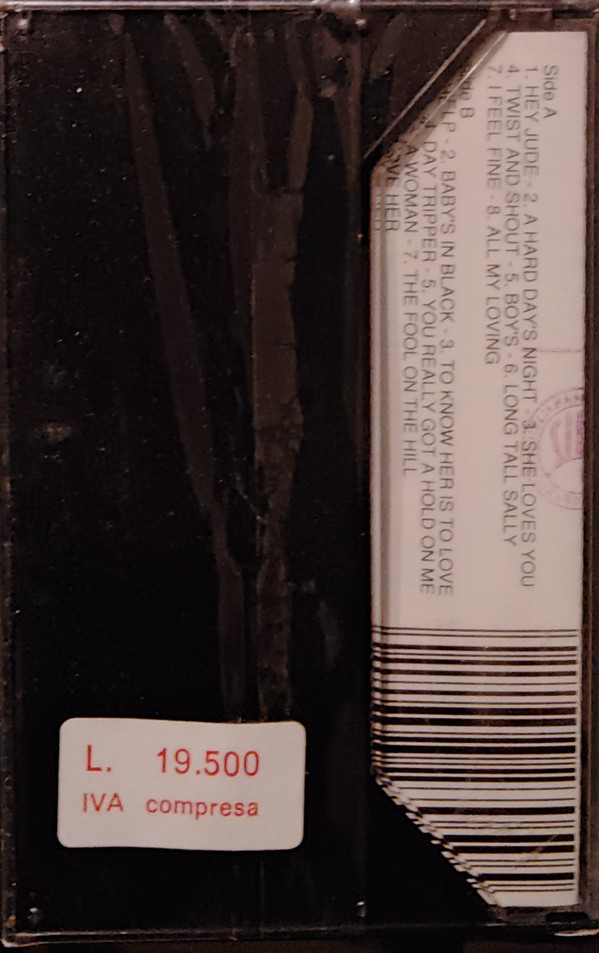 Side A
1. HEY JUDE - 2. A HARD DAY'S NIGHT - 3. SHE LOVES YOU
4. TWIST AND SHOUT - 5. BOY'S - 6. LONG TALL SALLY
7. I FEEL FINE - 8. ALL MY LOVING
B
2. BABY'S IN BLACK - 3. TO KNOW HER IS TO LOVE
DAY TRIPPER - 5. YOU REALLY GOT A HOLD ON ME
A WOMAN - 7. THE FOOL ON THE HILL
HER
L. 19.500
IVA compresa